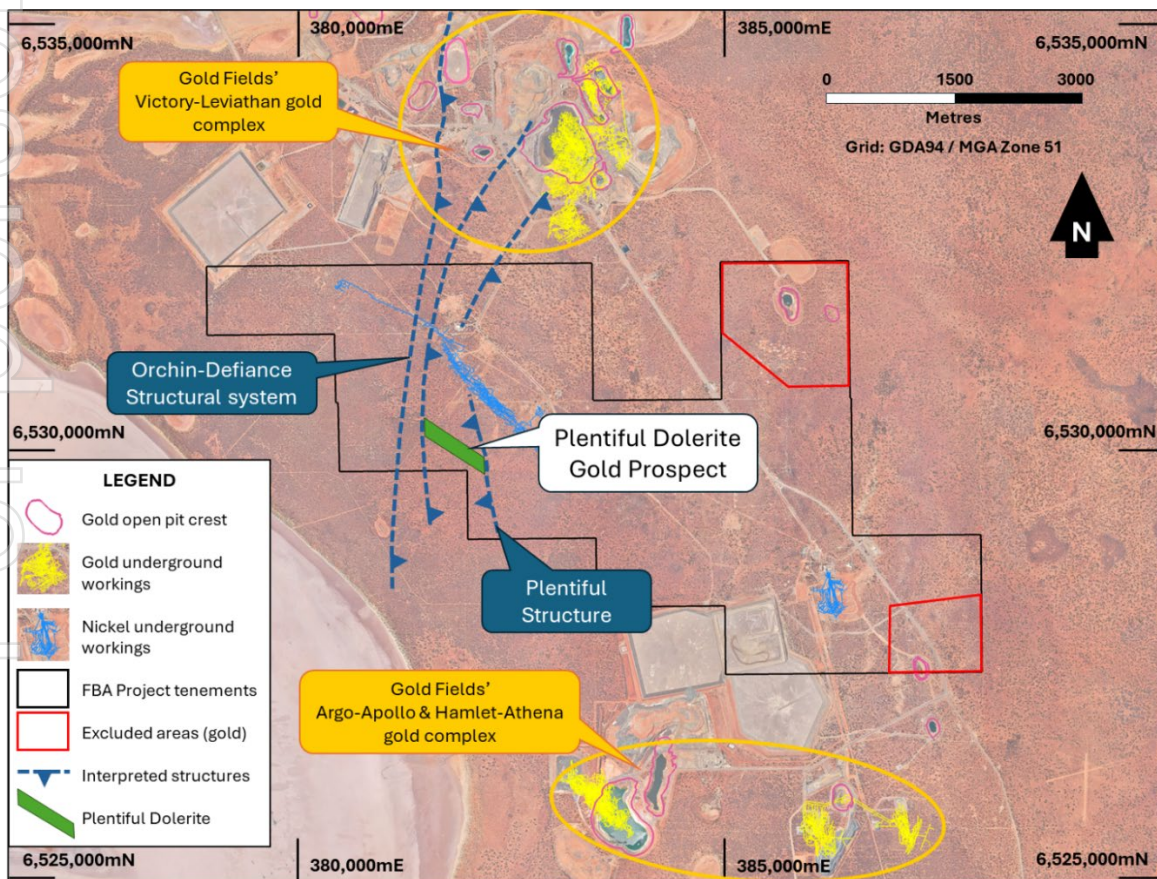 6,535,000mN
380,000mE
385,000mE
6,535,000mN
Gold Fields'
Victory-Leviathan gold
complex
0
1500
3000
Metres
Grid: GDA94 / MGA Zone 51
N
Orchin-Defiance
Structural system
6,530,000mN
6,530,000mN
Plentiful Dolerite
Gold Prospect
LEGEND
Gold open pit crest
Gold underground
workings
Nickel underground
workings
FBA Project tenements
Excluded areas (gold)
Interpreted structures
Plentiful Dolerite
Plentiful
Structure
Gold Fields'
Argo-Apollo & Hamlet-Athena
gold complex
6,525,000mN
380,000mE
385,000mE
6,525,000mN